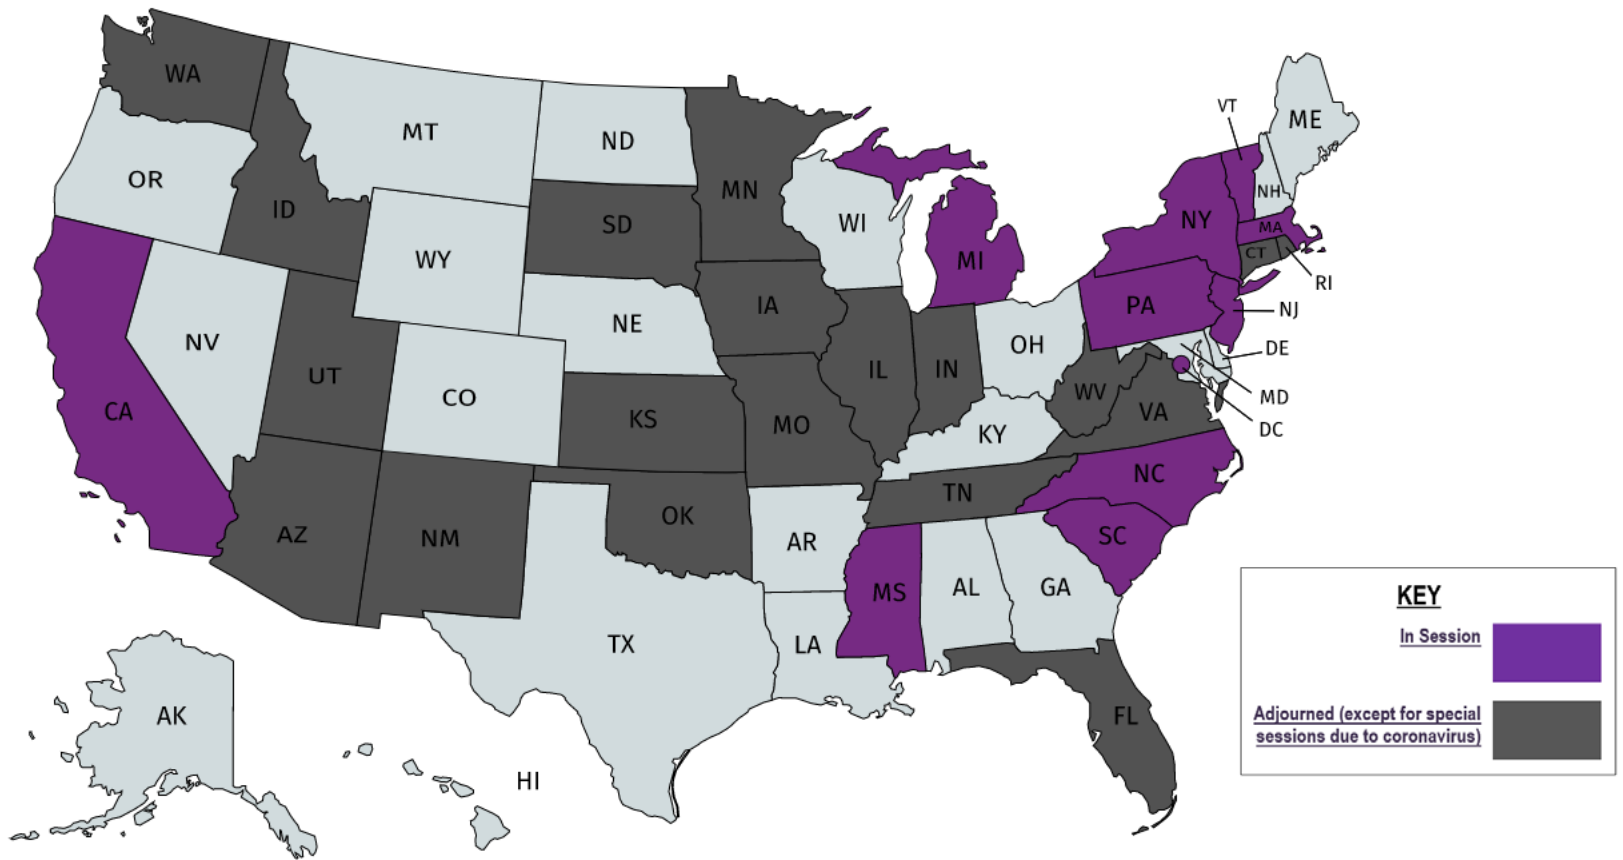 WA
MT
ND
MN
OR
ID
SD
WI
WY
MI
VT
ME
NH
NY
MA
CT
RI
NV
UT
CO
NE
IA
IL
IN
OH
PA
NJ
DE
MD
DC
CA
KS
MO
KY
WV
VA
AZ
NM
OK
AR
TN
NC
SC
MS
AL
GA
TX
LA
FL
AK
HI
KEY
In Session
Adjourned (except for special
sessions due to coronavirus)